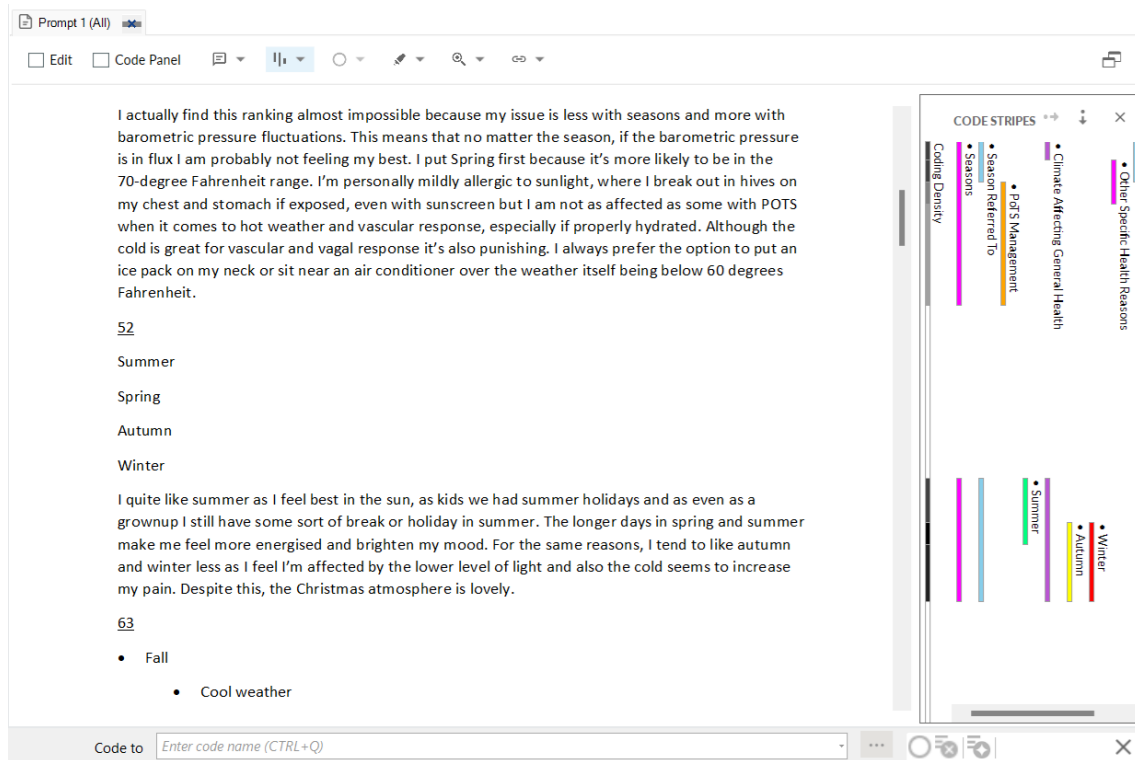 Prompt 1 (All)
Edit
Code Panel
I actually find this ranking almost impossible because my issue is less with seasons and more with
barometric pressure fluctuations. This means that no matter the season, if the barometric pressure
is in flux I am probably not feeling my best. I put Spring first because it’s more likely to be in the
70-degree Fahrenheit range. I’m personally mildly allergic to sunlight, where I break out in hives on
my chest and stomach if exposed, even with sunscreen but I am not as affected as some with POTS
when it comes to hot weather and vascular response, especially if properly hydrated. Although the
cold is great for vascular and vagal response it’s also punishing. I always prefer the option to put an
ice pack on my neck or sit near an air conditioner over the weather itself being below 60 degrees
Fahrenheit.
52
Summer
Spring
Autumn
Winter
I quite like summer as I feel best in the sun, as kids we had summer holidays and as even as a
grownup I still have some sort of break or holiday in summer. The longer days in spring and summer
make me feel more energised and brighten my mood. For the same reasons, I tend to like autumn
and winter less as I feel I’m affected by the lower level of light and also the cold seems to increase
my pain. Despite this, the Christmas atmosphere is lovely.
63
• Fall
• Cool weather
CODE STRIPES
Coding Density
• Seasons
• Season Referred To
• PoTS Management
• Climate Affecting General Health
• Other Specific Health Reasons
• Summer
• Autumn
• Winter
Code to
Enter code name (CTRL+Q)